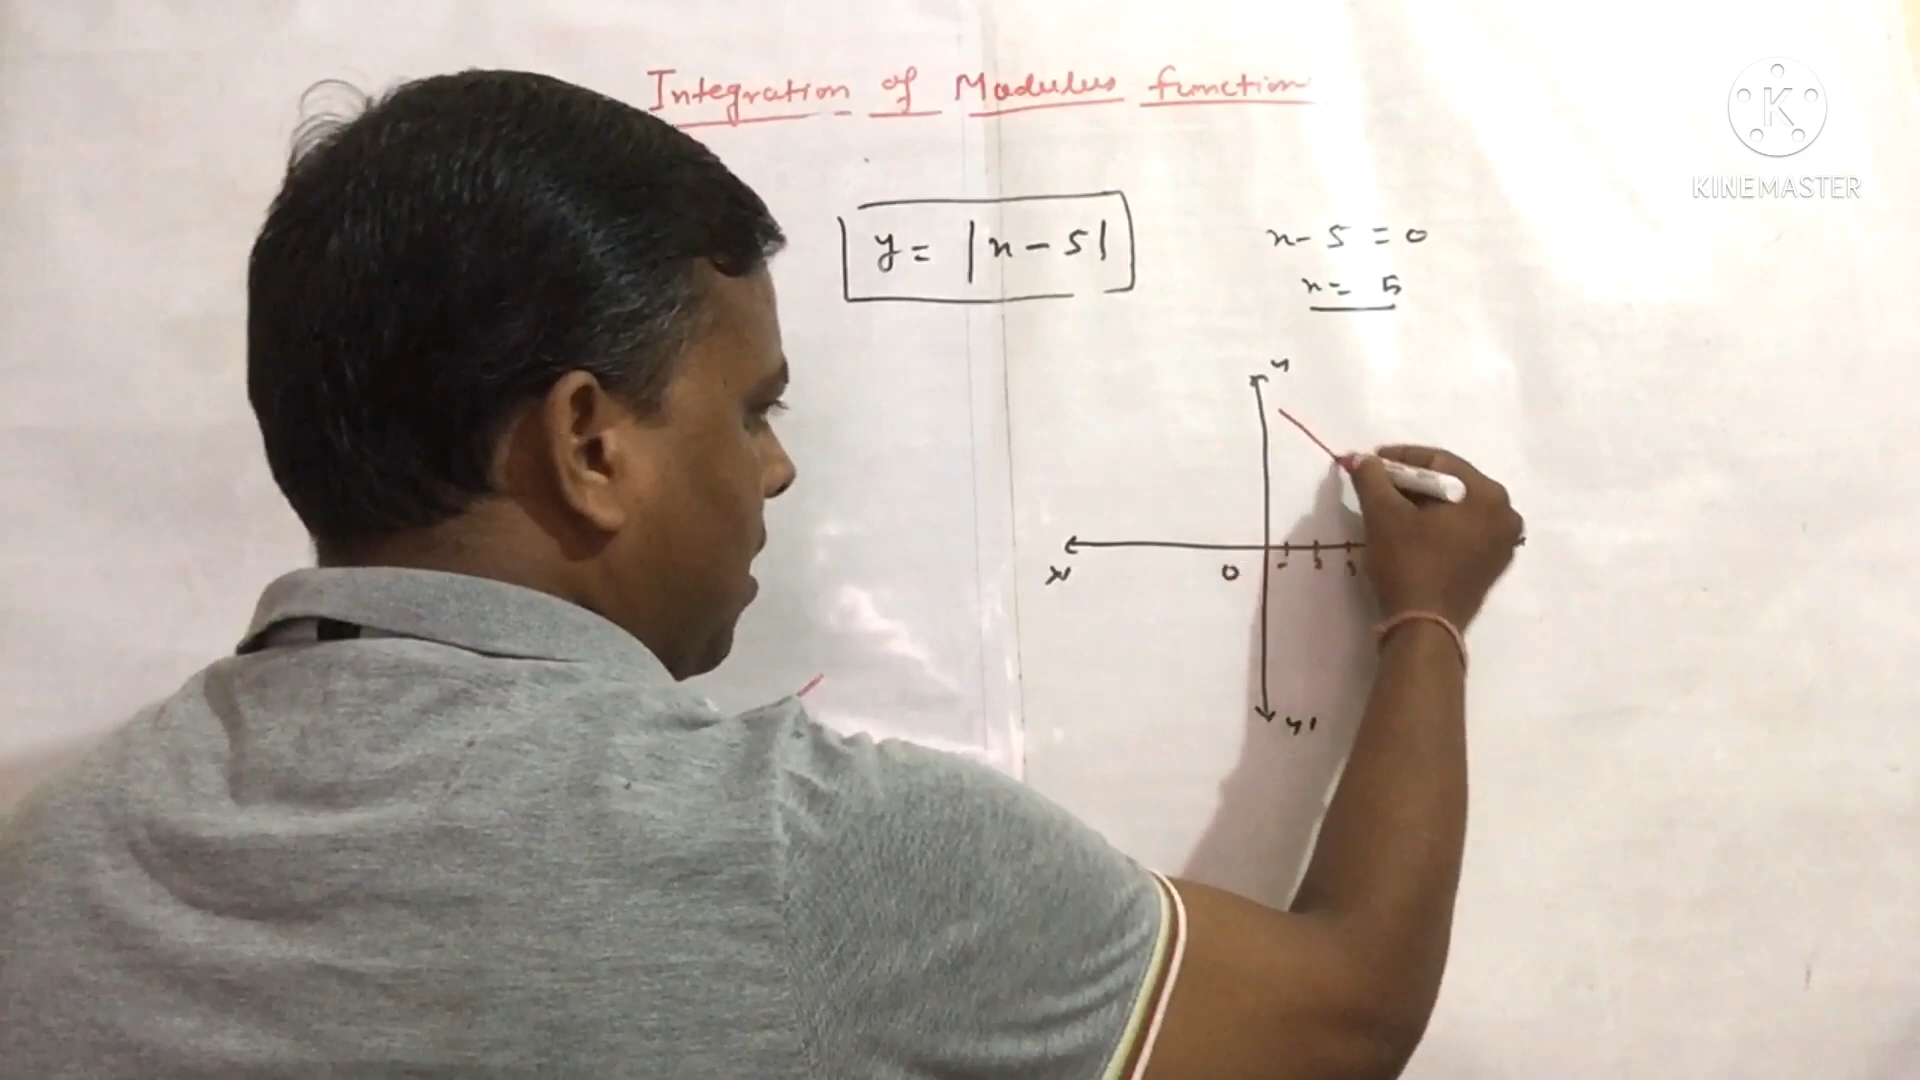 Integration of Modulus function
K
KINEMASTER
y = |x - 5|
x - 5 = 0
x = 5
y
x'
0
y'